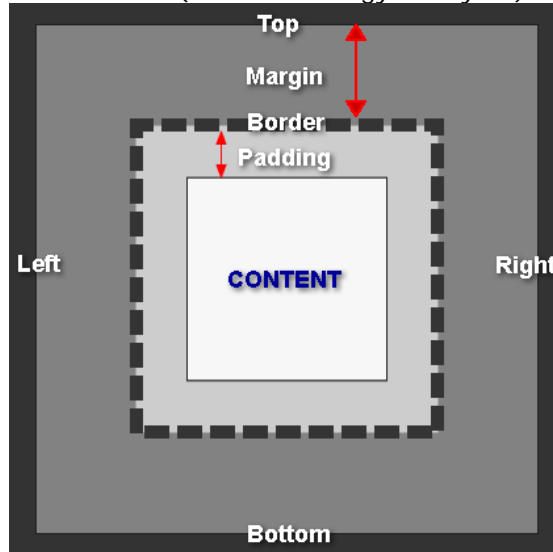 Top
Margin
Border
Padding
Left
CONTENT
Right
Bottom